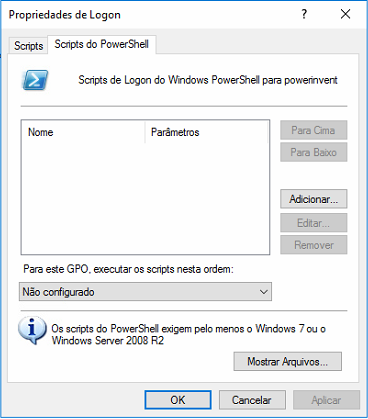 Propriedades de Logon
Scripts
Scripts do PowerShell
Scripts de Logon do Windows PowerShell para powerinvent
Nome
Parâmetros
Para Cima
Para Baixo
Adicionar...
Editar...
Remover
Para este GPO, executar os scripts nesta ordem:
Não configurado
Os scripts do PowerShell exigem pelo menos o Windows 7 ou o
Windows Server 2008 R2
Mostrar Arquivos...
OK
Cancelar
Aplicar